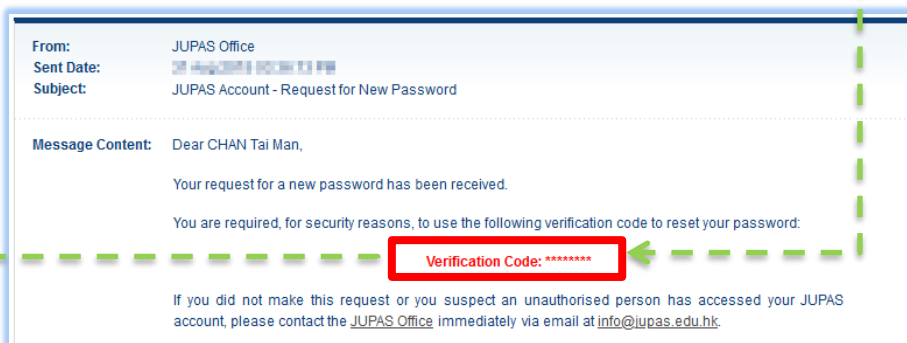 From: JUPAS Office
Sent Date:
Subject: JUPAS Account - Request for New Password
Message Content: Dear CHAN Tai Man,
Your request for a new password has been received.
You are required, for security reasons, to use the following verification code to reset your password:
Verification Code: ********
If you did not make this request or you suspect an unauthorised person has accessed your JUPAS
account, please contact the JUPAS Office immediately via email at info@jupas.edu.hk.